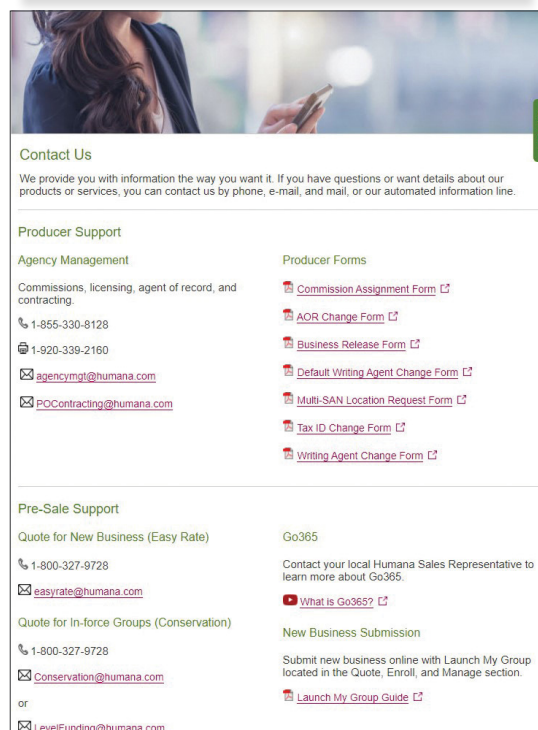 Contact Us
We provide you with information the way you want it. If you have questions or want details about our
products or services, you can contact us by phone, e-mail, and mail, or our automated information line.
Producer Support
Agency Management
Commissions, licensing, agent of record, and
contracting.
1-855-330-8128
1-920-339-2160
agencymgt@humana.com
POContracting@humana.com
Producer Forms
Commission Assignment Form
AOR Change Form
Business Release Form
Default Writing Agent Change Form
Multi-SAN Location Request Form
Tax ID Change Form
Writing Agent Change Form
Pre-Sale Support
Quote for New Business (Easy Rate)
1-800-327-9728
easyrate@humana.com
Quote for In-force Groups (Conservation)
1-800-327-9728
Conservation@humana.com
or
LevelFunding@humana.com
Go365
Contact your local Humana Sales Representative to
learn more about Go365.
What is Go365?
New Business Submission
Submit new business online with Launch My Group
located in the Quote, Enroll, and Manage section.
Launch My Group Guide